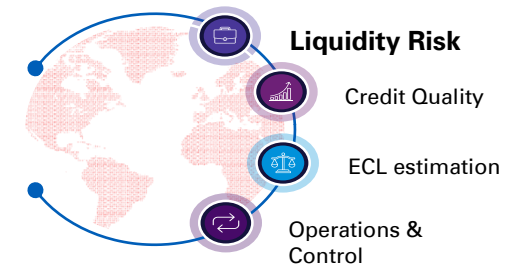 Liquidity Risk
Credit Quality
ECL estimation
Operations &
Control